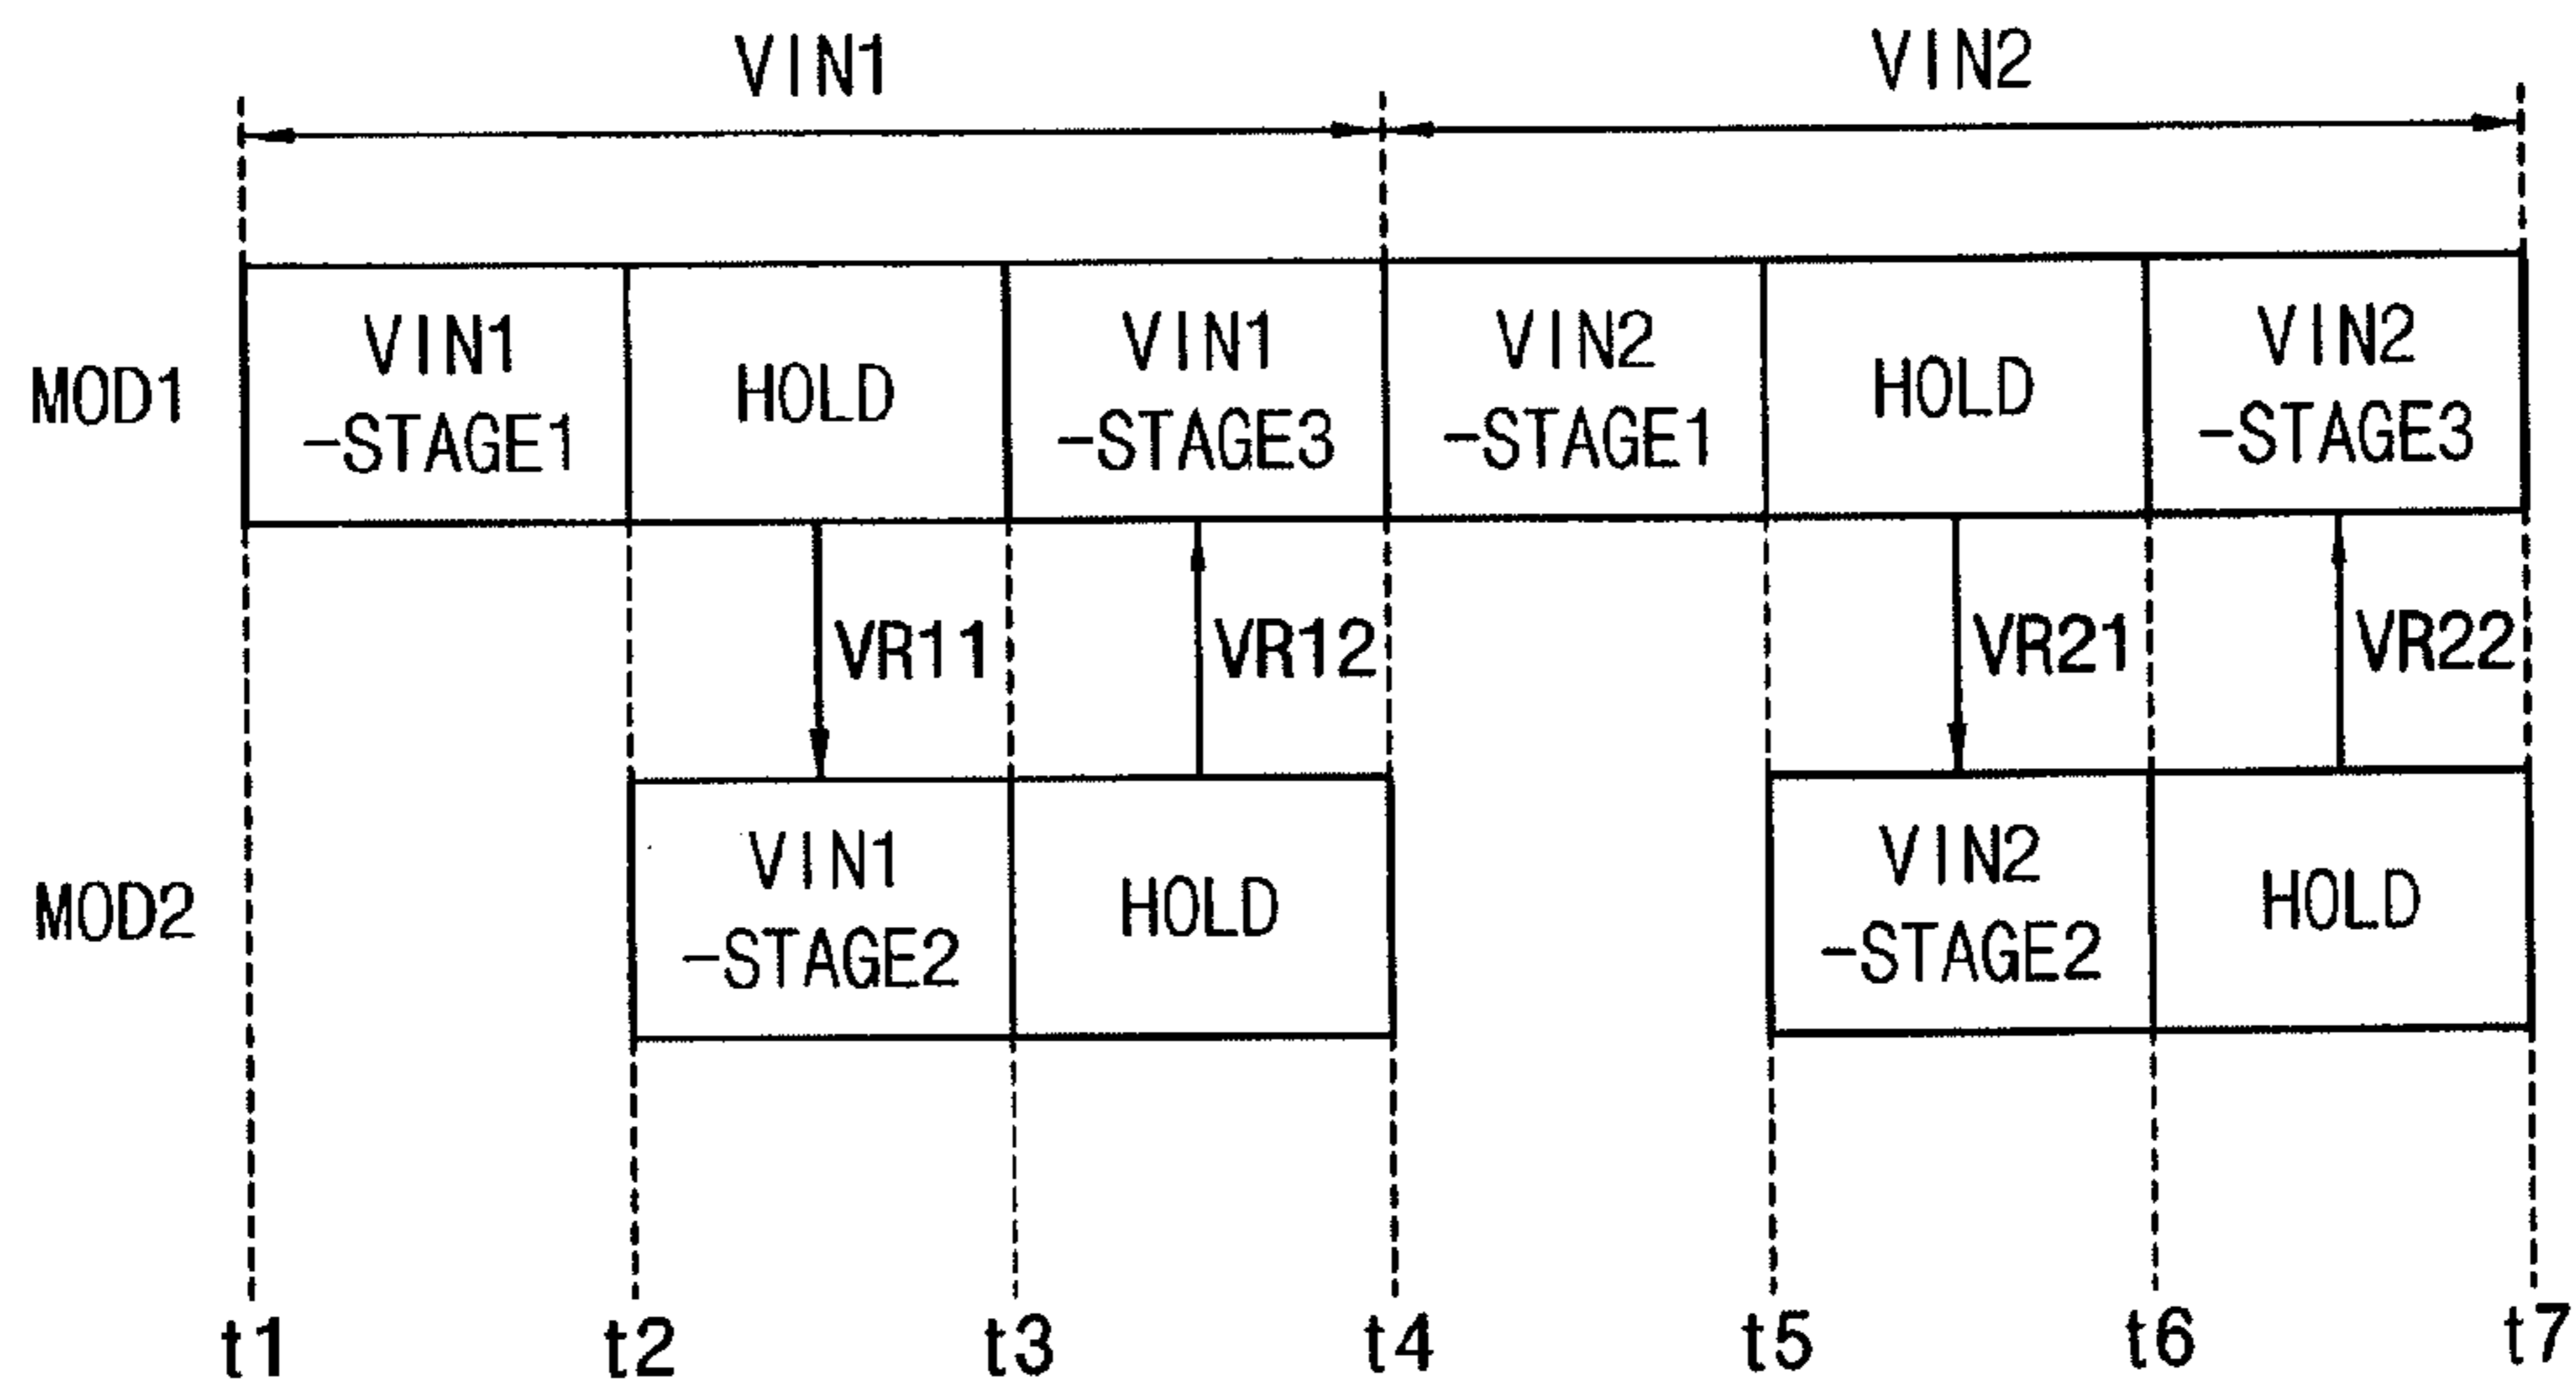 VIN1
VIN2
MOD1
VIN1
-STAGE1
HOLD
VIN1
-STAGE3
VIN2
-STAGE1
HOLD
VIN2
-STAGE3
VR11
VR12
VR21
VR22
MOD2
VIN1
-STAGE2
HOLD
VIN2
-STAGE2
HOLD
t1
t2
t3
t4
t5
t6
t7